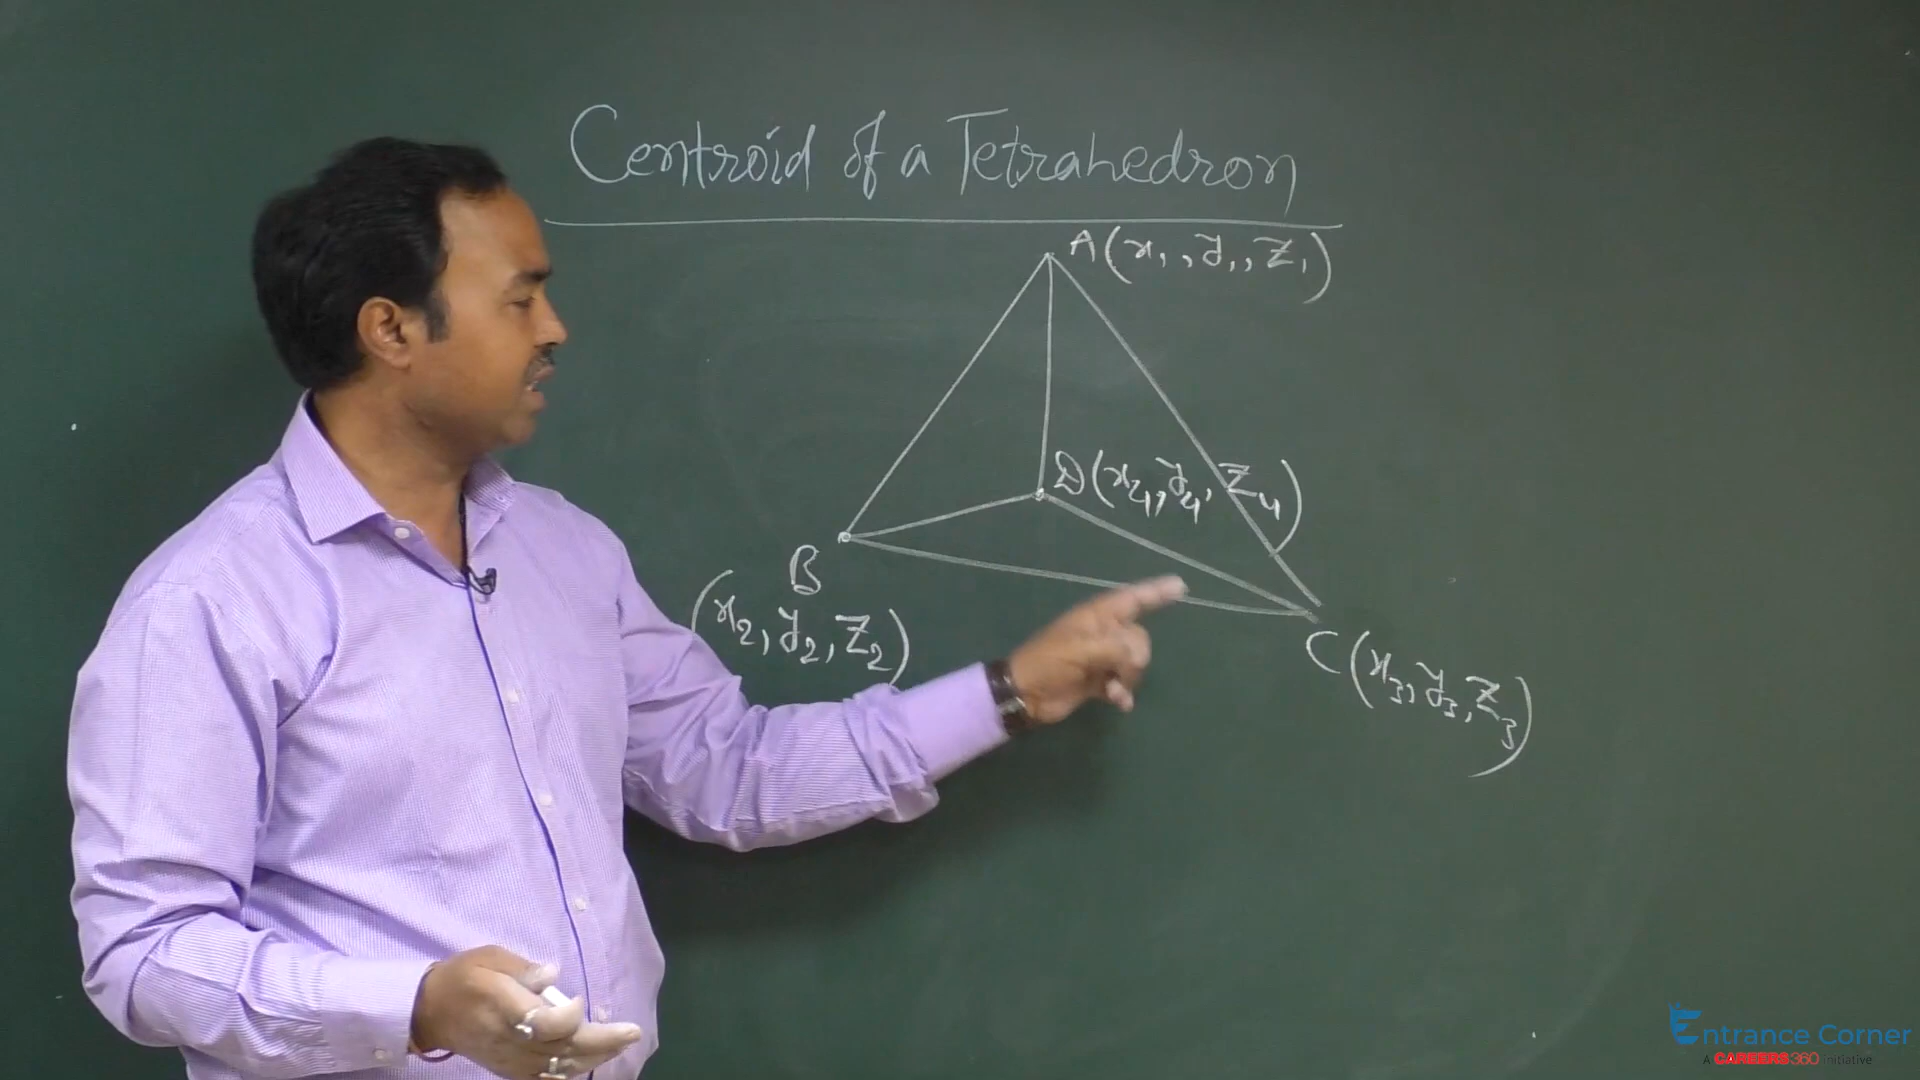 Centroid of a Tetrahedron
A(x₁, y₁, z₁)
D(x₄, y₄, z₄)
B
(x₂, y₂, z₂)
C(x₃, y₃, z₃)
Entrance Corner
A CAREERS360 initiative